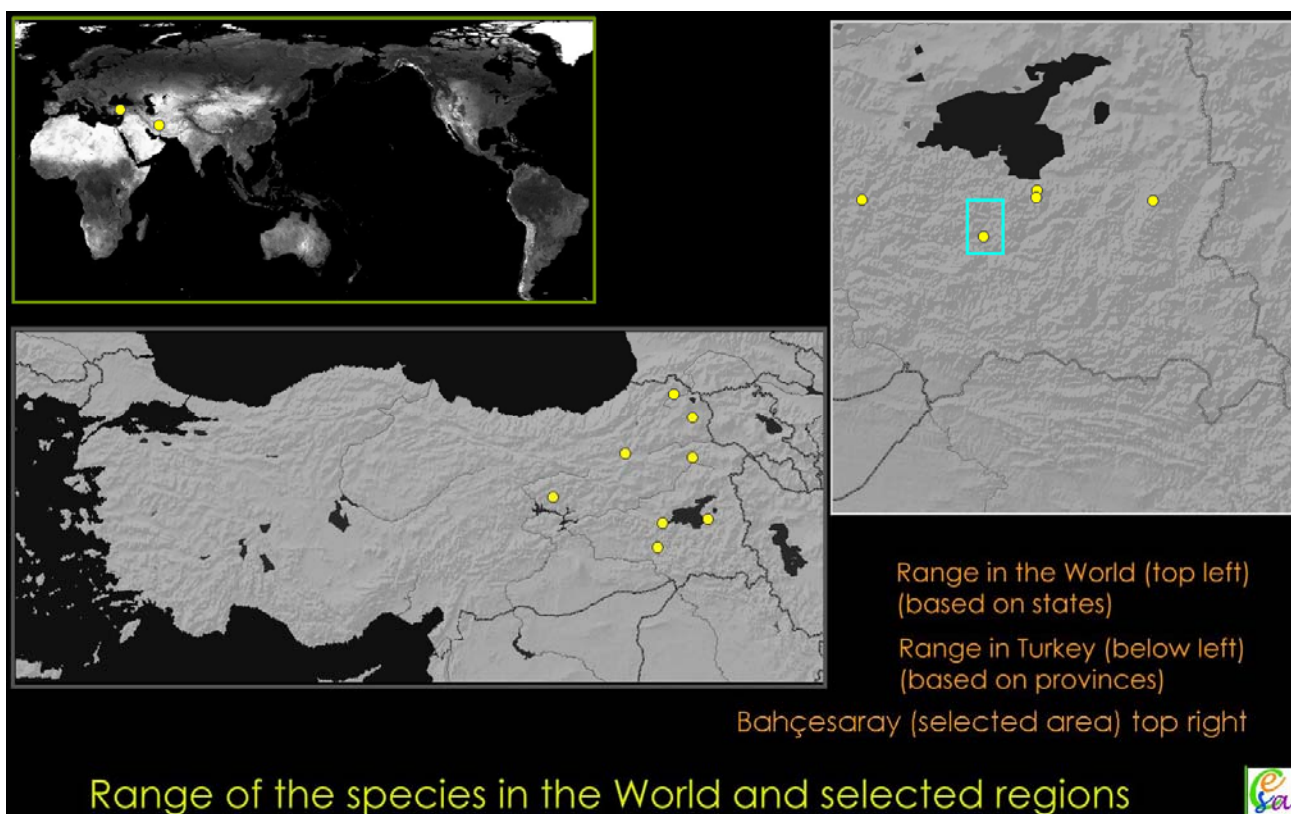 Range in the World (top left)
(based on states)
Range in Turkey (below left)
(based on provinces)
Bahçesaray (selected area) top right
Range of the species in the World and selected regions
Cesa